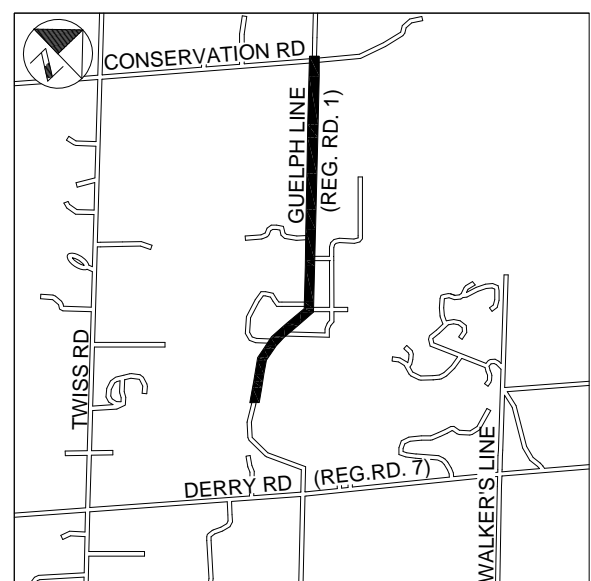 N
CONSERVATION RD
GUELPH LINE
(REG. RD. 1)
TWISS RD
DERRY RD (REG.RD. 7)
WALKER'S LINE